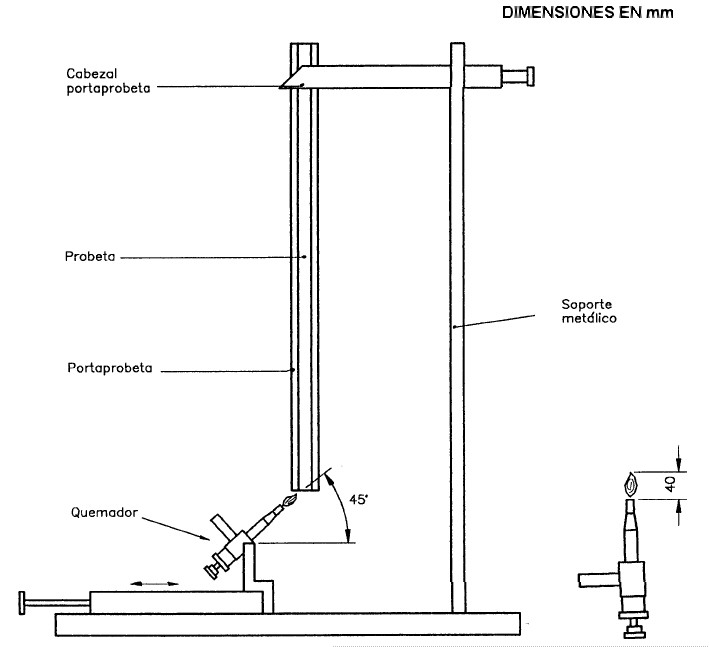 DIMENSIONES EN mm
Cabezal
portaprobeta
Probeta
Soporte
metálico
Portaprobeta
45°
40
Quemador